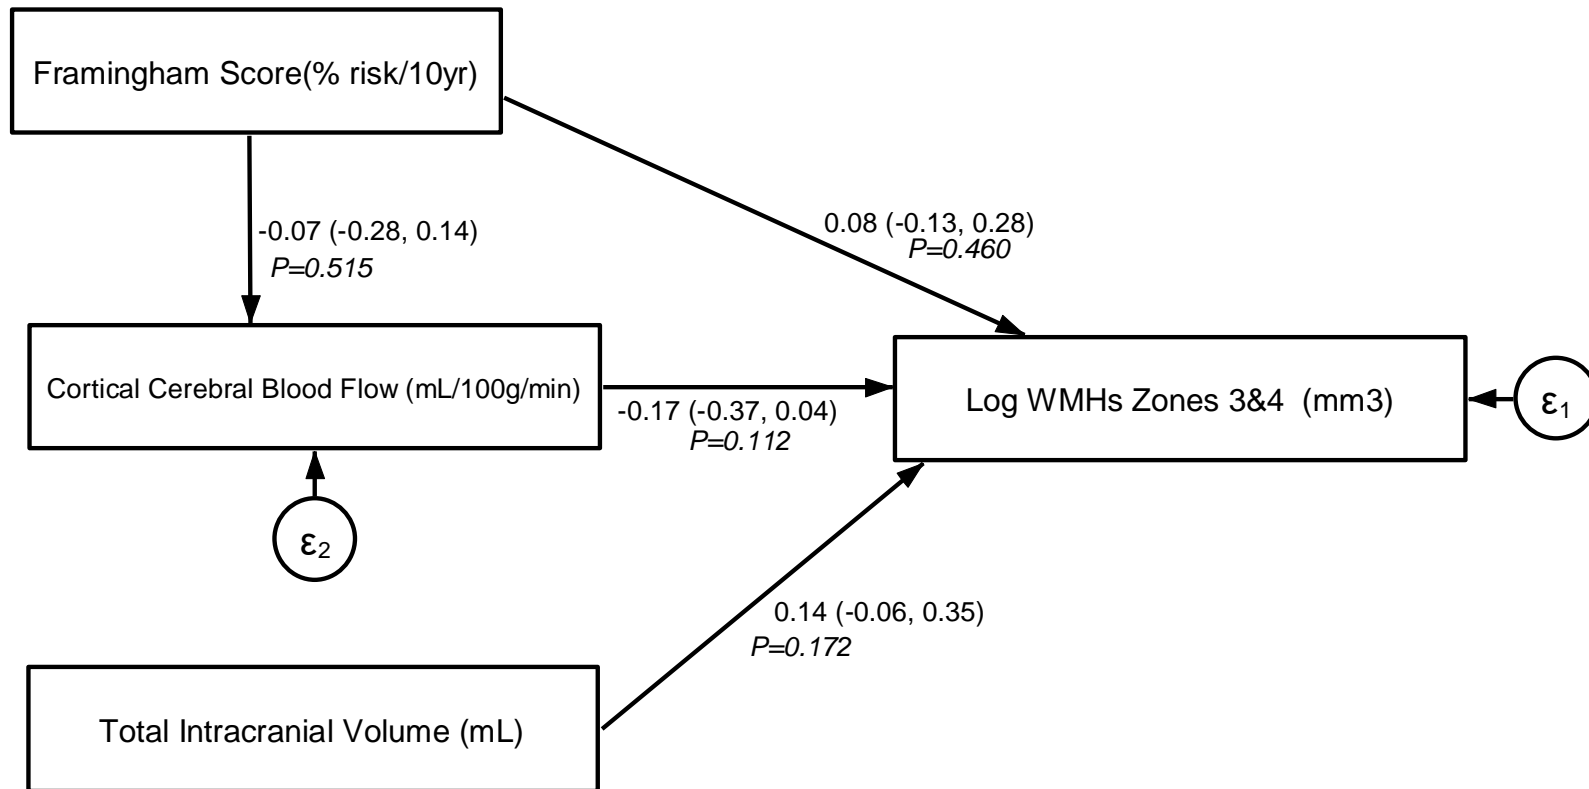 Framingham Score(% risk/10yr)
-0.07 (-0.28, 0.14)
P=0.515
0.08 (-0.13, 0.28)
P=0.460
Cortical Cerebral Blood Flow (mL/100g/min)
-0.17 (-0.37, 0.04)
P=0.112
Log WMHs Zones 3&4 (mm3)
ε1
ε2
0.14 (-0.06, 0.35)
P=0.172
Total Intracranial Volume (mL)